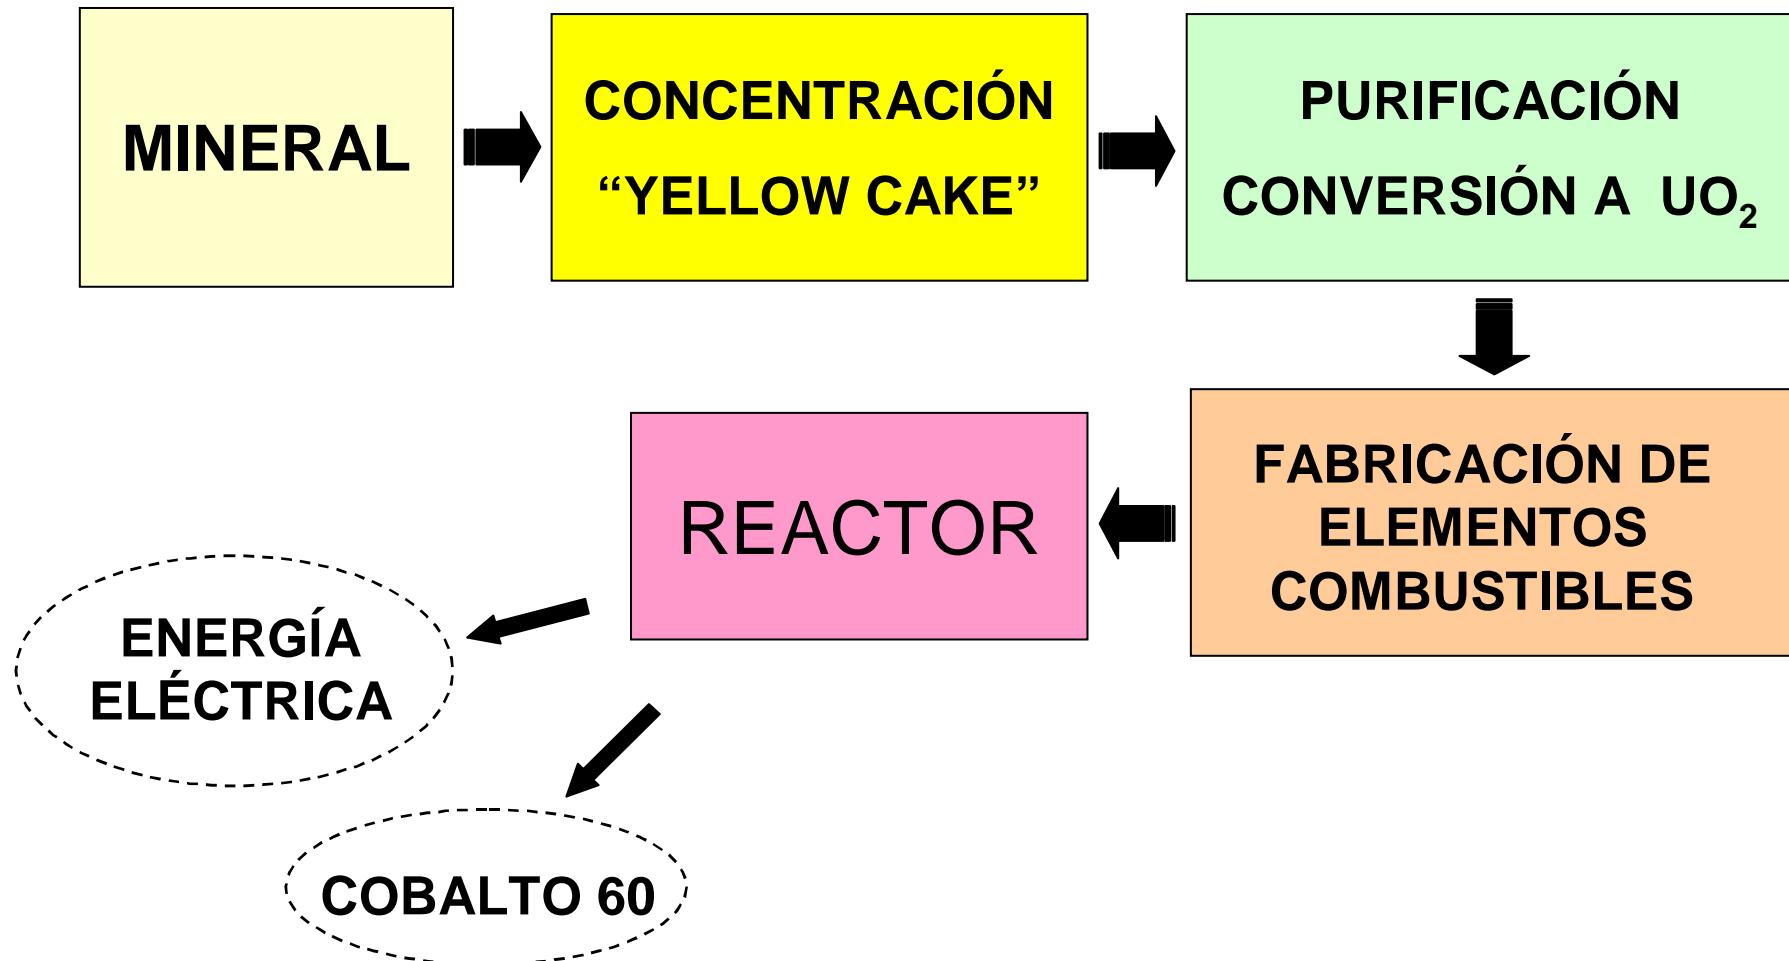 MINERAL
CONCENTRACIÓN
“YELLOW CAKE”
PURIFICACIÓN
CONVERSIÓN A UO₂
FABRICACIÓN DE
ELEMENTOS
COMBUSTIBLES
REACTOR
ENERGÍA
ELÉCTRICA
COBALTO 60